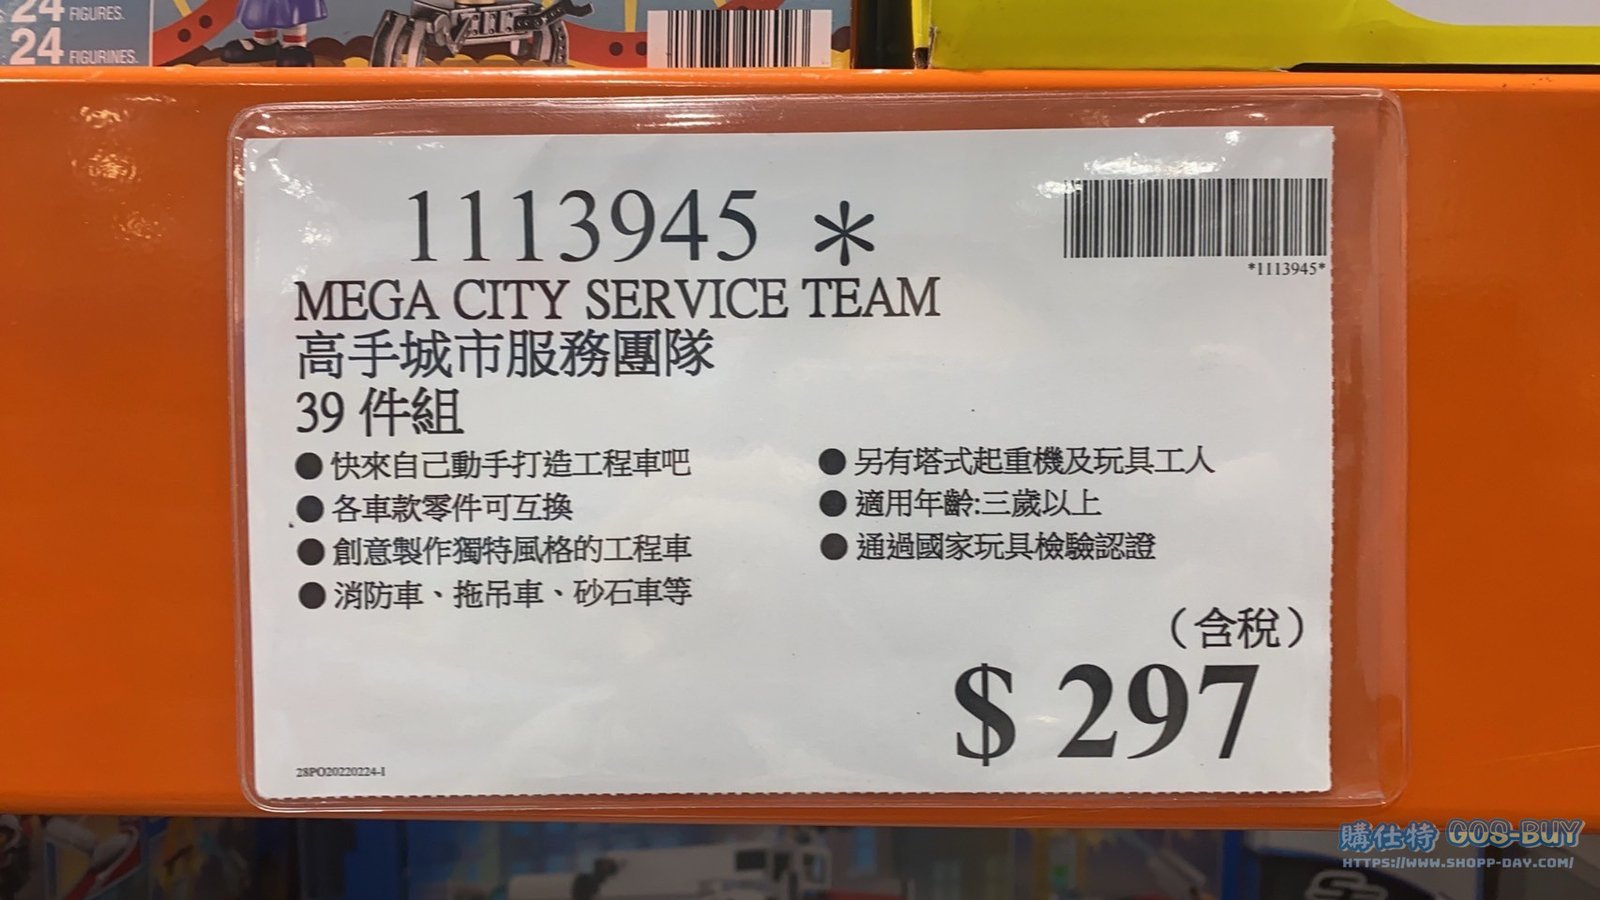 24 FIGURES.
24 FIGURINES.
1113945 *
*1113945*
MEGA CITY SERVICE TEAM
高手城市服務團隊
39 件組
● 快來自己動手打造工程車吧
● 各車款零件可互換
● 創意製作獨特風格的工程車
● 消防車、拖吊車、砂石車等
● 另有塔式起重機及玩具工人
● 適用年齡:三歲以上
● 通過國家玩具檢驗認證
（含稅）
$ 297
28PO20220224-I
購仕特 GOS-BUY
HTTPS://WWW.SHOPP-DAY.COM/